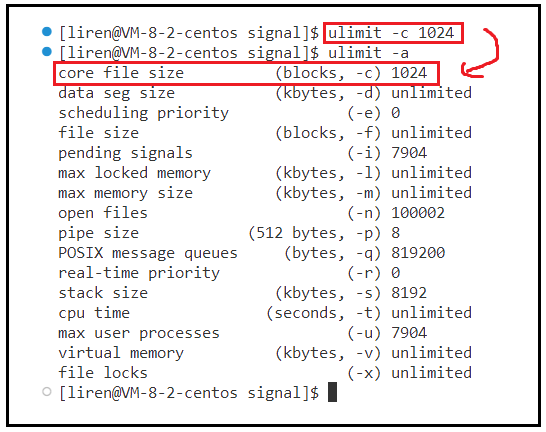 [liren@VM-8-2-centos signal]$ ulimit -c 1024
[liren@VM-8-2-centos signal]$ ulimit -a
core file size          (blocks, -c) 1024
data seg size           (kbytes, -d) unlimited
scheduling priority             (-e) 0
file size               (blocks, -f) unlimited
pending signals                 (-i) 7904
max locked memory       (kbytes, -l) unlimited
max memory size         (kbytes, -m) unlimited
open files                      (-n) 100002
pipe size            (512 bytes, -p) 8
POSIX message queues     (bytes, -q) 819200
real-time priority              (-r) 0
stack size              (kbytes, -s) 8192
cpu time               (seconds, -t) unlimited
max user processes              (-u) 7904
virtual memory          (kbytes, -v) unlimited
file locks                      (-x) unlimited
[liren@VM-8-2-centos signal]$